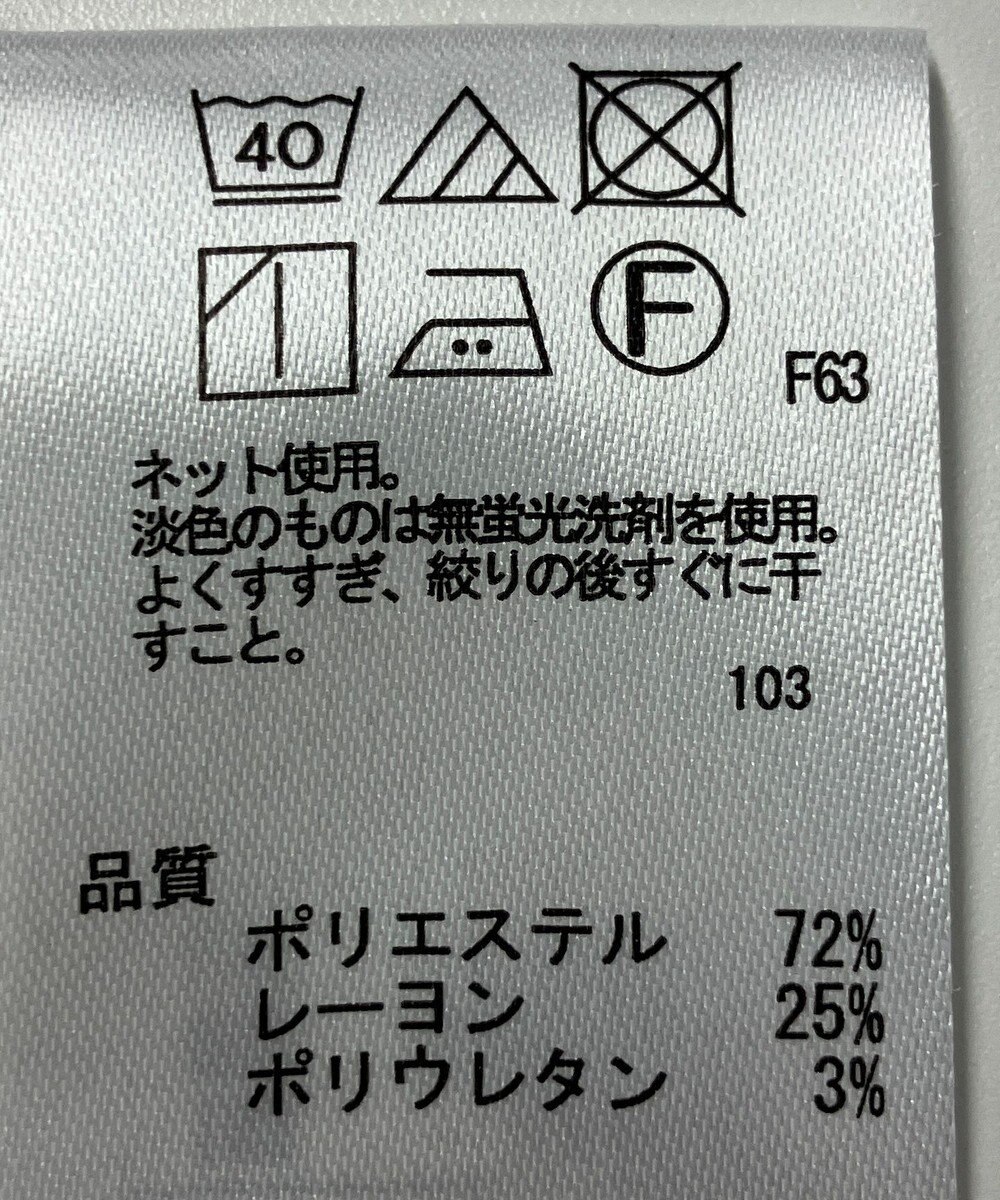 40
F
F63
ネット使用。
淡色のものは無蛍光洗剤を使用。
よくすすぎ、絞りの後すぐに干
すこと。
103
品質
ポリエステル 72%
レーヨン 25%
ポリウレタン 3%